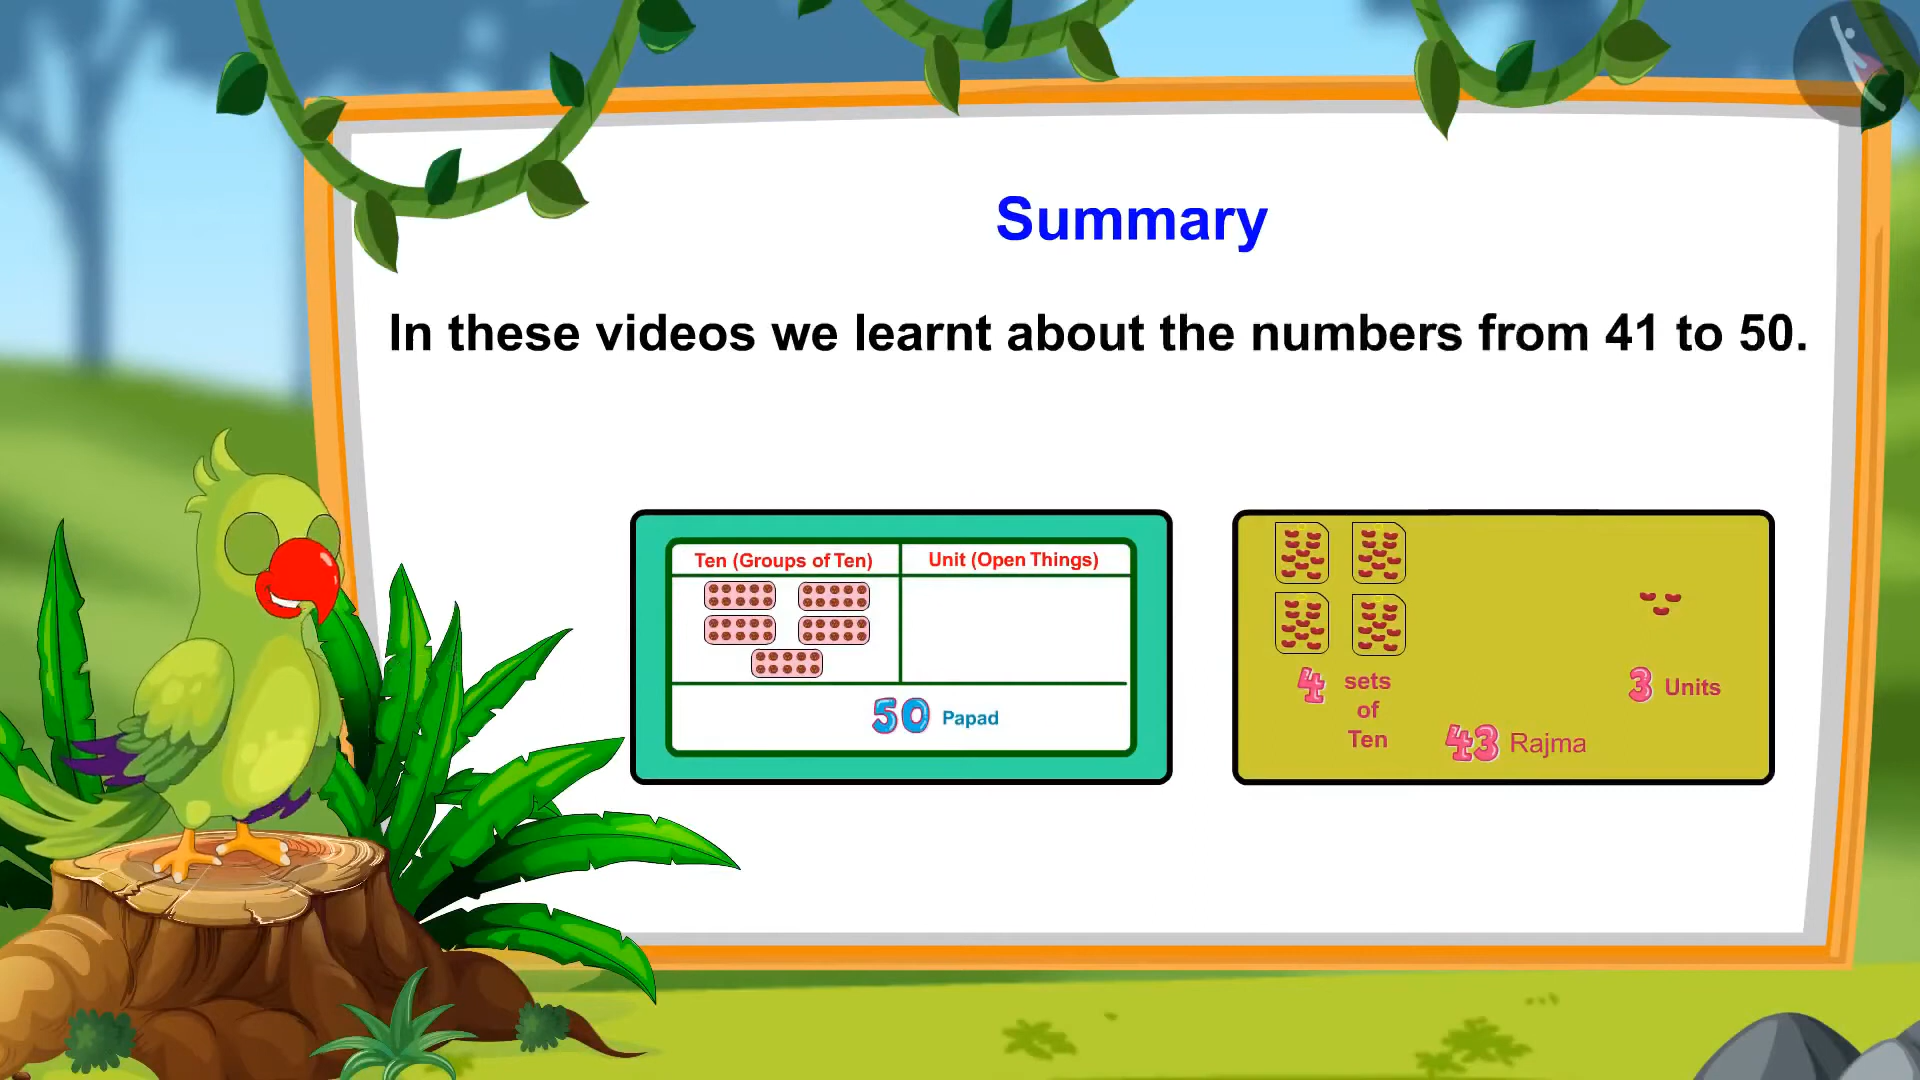 Summary
In these videos we learnt about the numbers from 41 to 50.
Ten (Groups of Ten)
Unit (Open Things)
50 Papad
4 sets
of
Ten
3 Units
43 Rajma